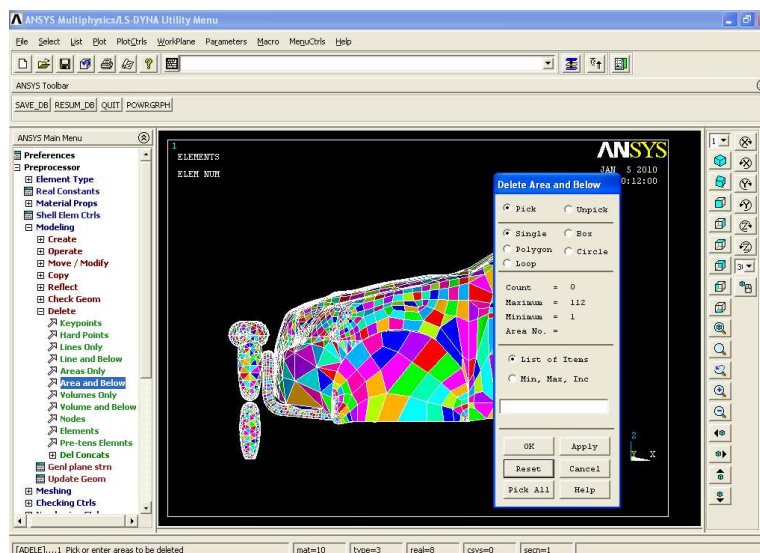 ANSYS Multiphysics/LS-DYNA Utility Menu
File Select List Plot PlotCtrls WorkPlane Parameters Macro MenuCtrls Help
ANSYS Toolbar
SAVE_DB RESUM_DB QUIT POWRGRPH
ANSYS Main Menu
Preferences
Preprocessor
Element Type
Real Constants
Material Props
Shell Elem Ctrls
Modeling
Create
Operate
Move / Modify
Copy
Reflect
Check Geom
Delete
Keypoints
Hard Points
Lines Only
Line and Below
Areas Only
Area and Below
Volumes Only
Volume and Below
Nodes
Elements
Pre-tens Elemnts
Del Concats
Genl plane strn
Update Geom
Meshing
Checking Ctrls
1
ELEMENTS
ELEM NUM
ANSYS
JAN 5 2010
0:12:00
Delete Area and Below
Pick Unpick
Single Box
Polygon Circle
Loop
Count = 0
Maximum = 112
Minimum = 1
Area No. =
List of Items
Min, Max, Inc
OK Apply
Reset Cancel
Pick All Help
Z
X
1
[ADELE]....1 Pick or enter areas to be deleted
mat=10 type=3 real=8 csys=0 secn=1